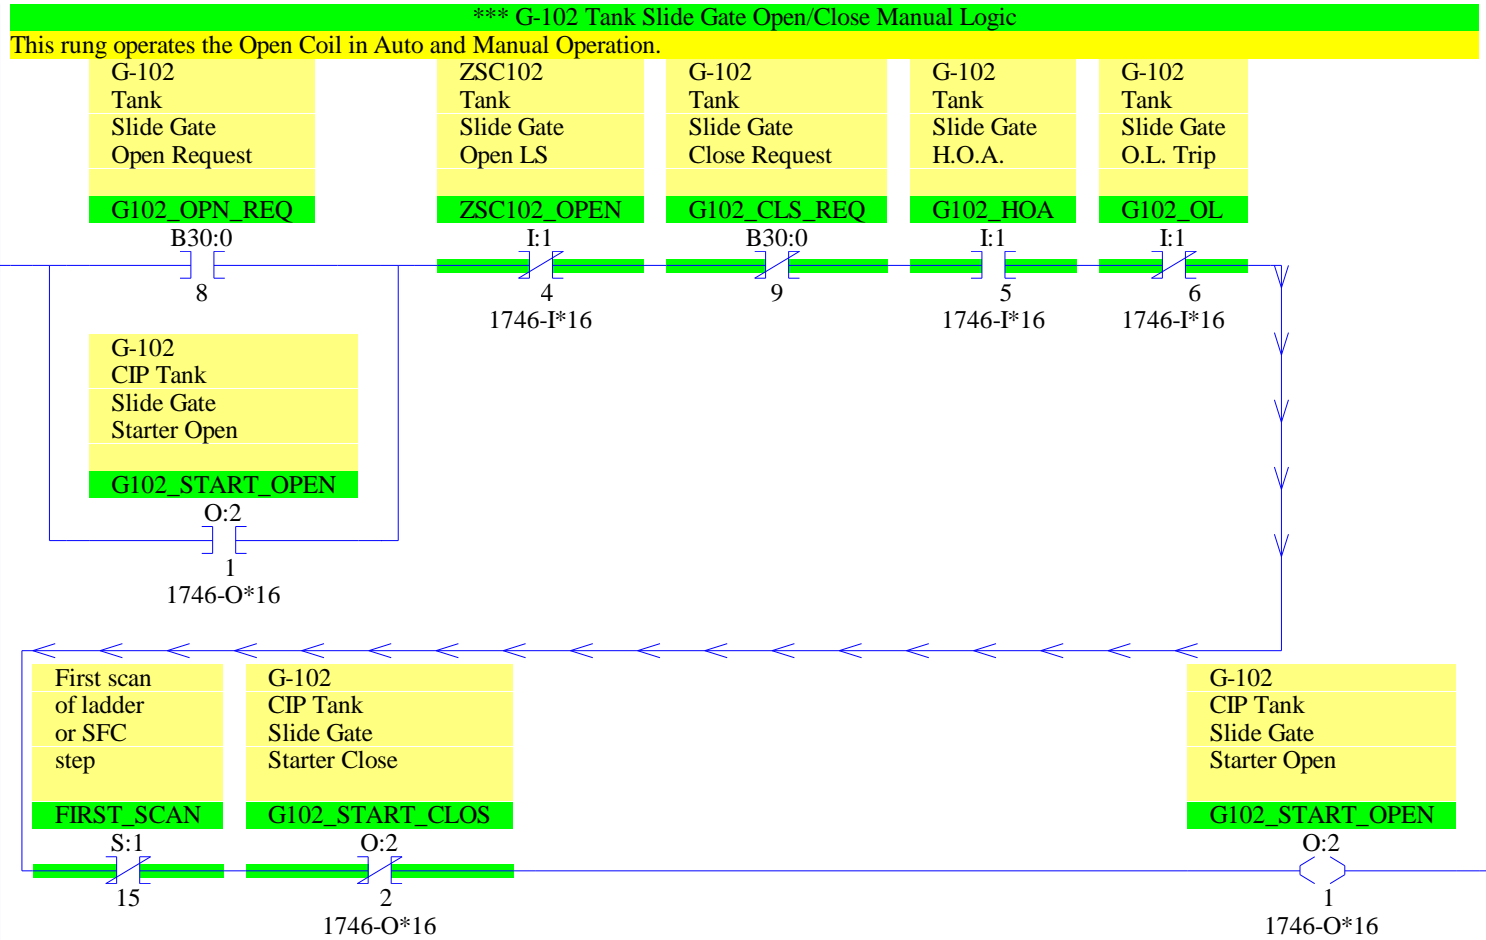 *** G-102 Tank Slide Gate Open/Close Manual Logic
This rung operates the Open Coil in Auto and Manual Operation.
G-102
Tank
Slide Gate
Open Request
G102_OPN_REQ
B30:0
8
ZSC102
Tank
Slide Gate
Open LS
ZSC102_OPEN
I:1
4
1746-I*16
G-102
Tank
Slide Gate
Close Request
G102_CLS_REQ
B30:0
9
G-102
Tank
Slide Gate
H.O.A.
G102_HOA
I:1
5
1746-I*16
G-102
Tank
Slide Gate
O.L. Trip
G102_OL
I:1
6
1746-I*16
G-102
CIP Tank
Slide Gate
Starter Open
G102_START_OPEN
O:2
1
1746-O*16
First scan
of ladder
or SFC
step
FIRST_SCAN
S:1
15
G-102
CIP Tank
Slide Gate
Starter Close
G102_START_CLOS
O:2
2
1746-O*16
G-102
CIP Tank
Slide Gate
Starter Open
G102_START_OPEN
O:2
1
1746-O*16